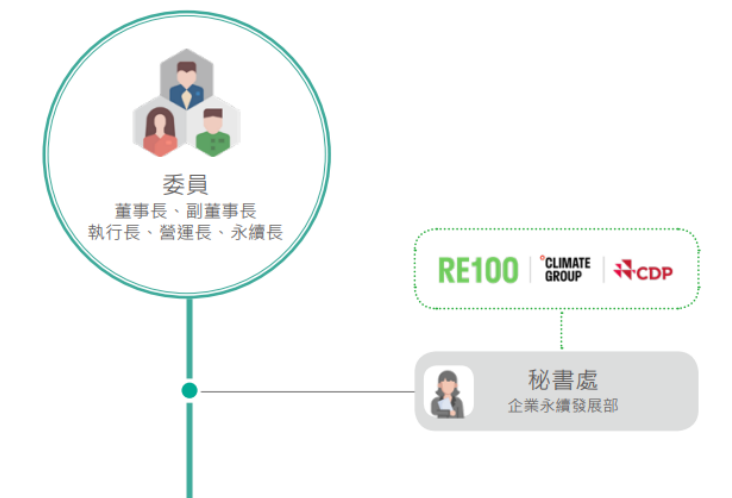 委員
董事長、副董事長
執行長、營運長、永續長
RE100
°CLIMATE
GROUP
CDP
秘書處
企業永續發展部